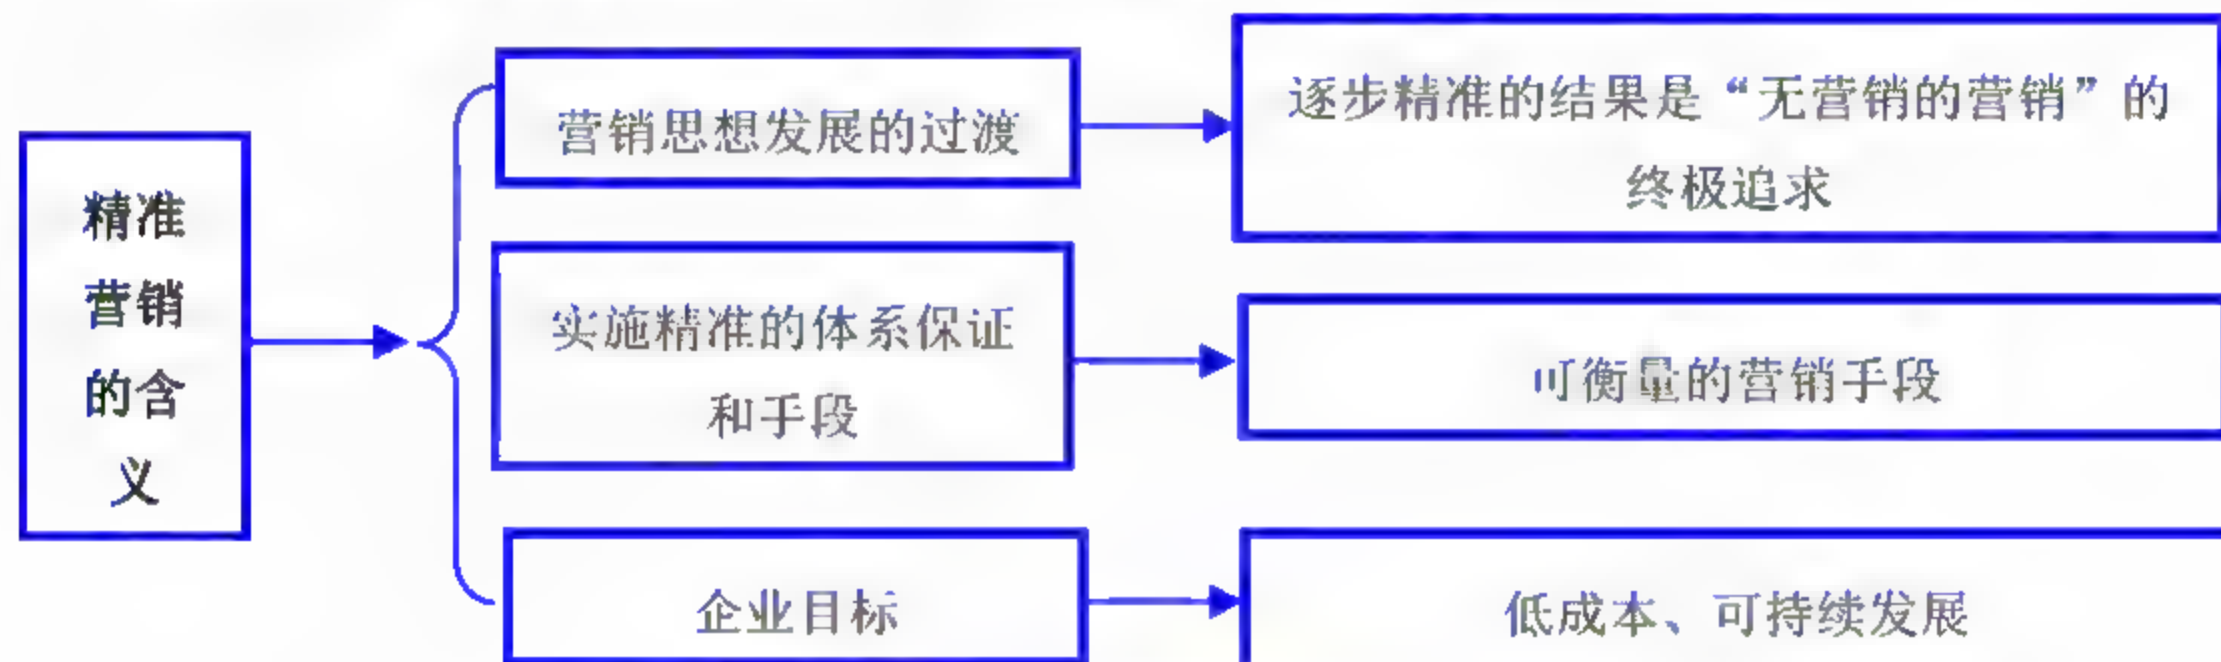 精准
营销
的含
义
营销思想发展的过渡
逐步精准的结果是“无营销的营销”的
终极追求
实施精准的体系保证
和手段
可衡量的营销手段
企业目标
低成本、可持续发展